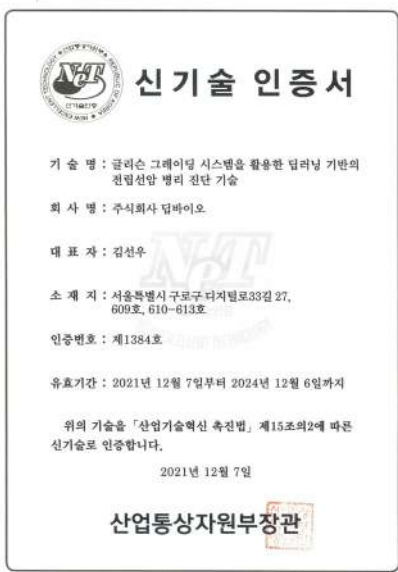 NeT
신기술인증
신기술 인증서
기 술 명 : 글리슨 그레이딩 시스템을 활용한 딥러닝 기반의
전립선암 병리 진단 기술
회 사 명 : 주식회사 딥바이오
대 표 자 : 김선우
소 재 지 : 서울특별시 구로구 디지털로33길 27,
609호, 610-613호
인증번호 : 제1384호
유효기간 : 2021년 12월 7일부터 2024년 12월 6일까지
위의 기술을 「산업기술혁신 촉진법」 제15조의2에 따른
신기술로 인증합니다.
2021년 12월 7일
산업통상자원부장관